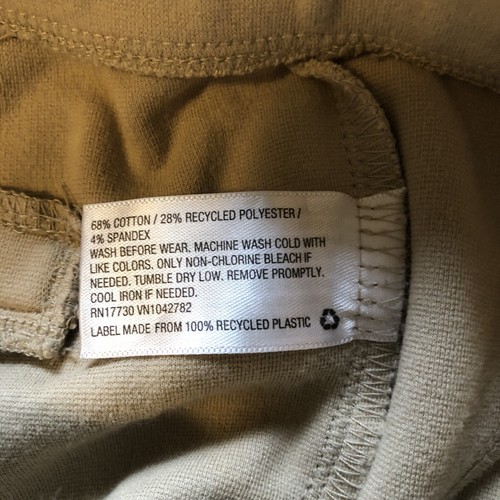 68% COTTON / 28% RECYCLED POLYESTER /
4% SPANDEX
WASH BEFORE WEAR. MACHINE WASH COLD WITH
LIKE COLORS. ONLY NON-CHLORINE BLEACH IF
NEEDED. TUMBLE DRY LOW. REMOVE PROMPTLY.
COOL IRON IF NEEDED.
RN17730 VN1042782
LABEL MADE FROM 100% RECYCLED PLASTIC